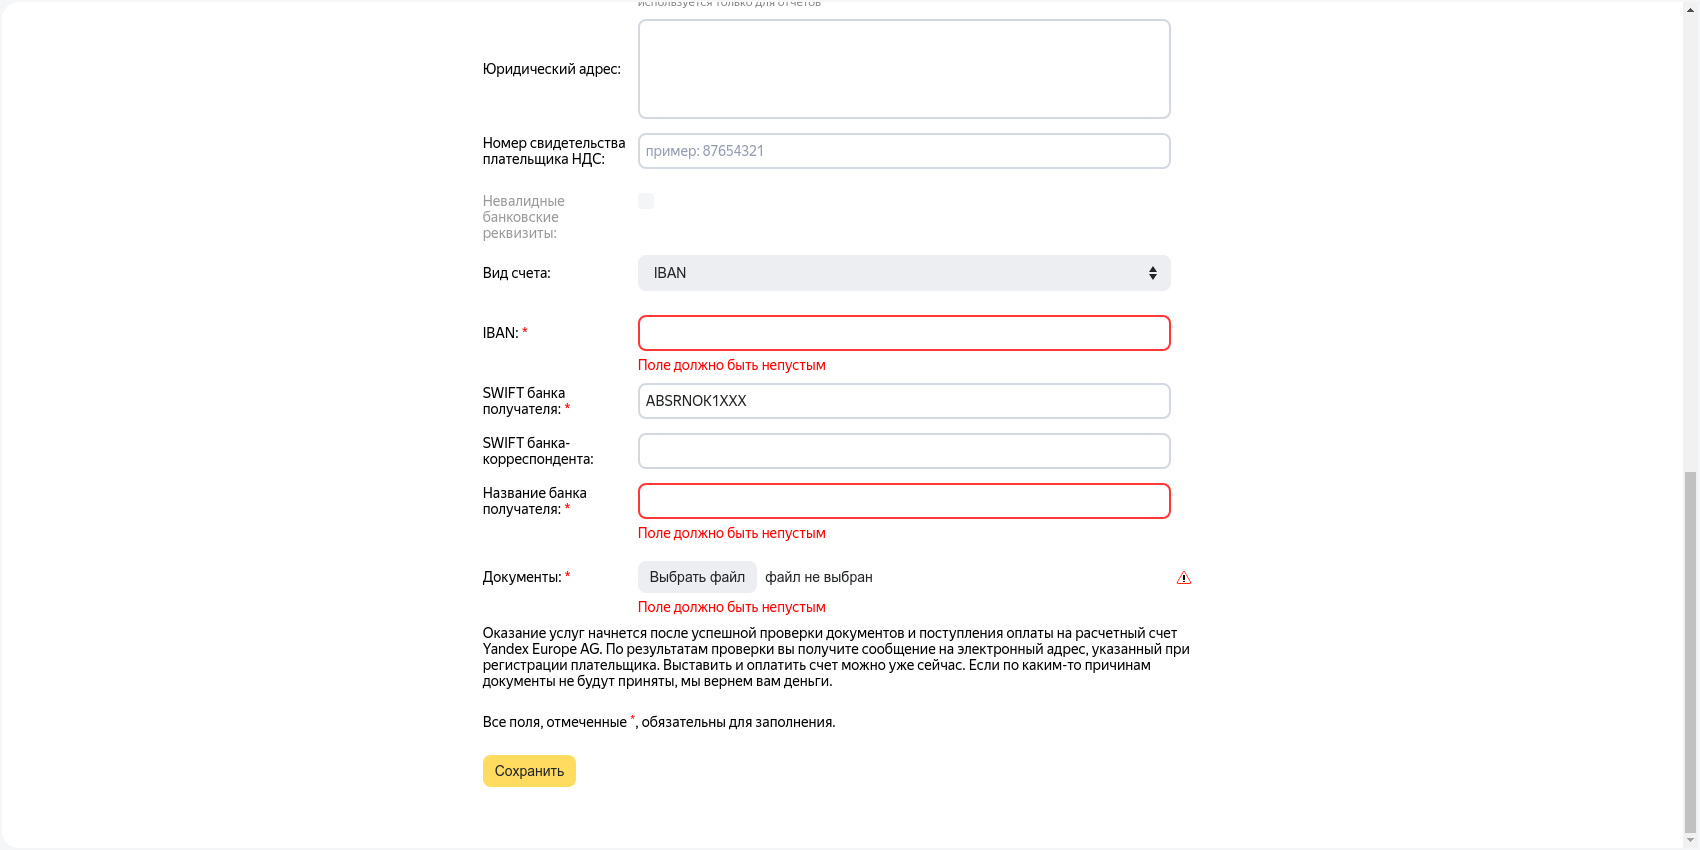 используется только для отчетов
Юридический адрес:
Номер свидетельства
плательщика НДС:
пример: 87654321
Невалидные
банковские
реквизиты:
Вид счета:
IBAN
IBAN: *
Поле должно быть непустым
SWIFT банка
получателя: *
ABSRNOK1XXX
SWIFT банка-
корреспондента:
Название банка
получателя: *
Поле должно быть непустым
Документы: *
Выбрать файл файл не выбран
Поле должно быть непустым
Оказание услуг начнется после успешной проверки документов и поступления оплаты на расчетный счет
Yandex Europe AG. По результатам проверки вы получите сообщение на электронный адрес, указанный при
регистрации плательщика. Выставить и оплатить счет можно уже сейчас. Если по каким-то причинам
документы не будут приняты, мы вернем вам деньги.
Все поля, отмеченные *, обязательны для заполнения.
Сохранить